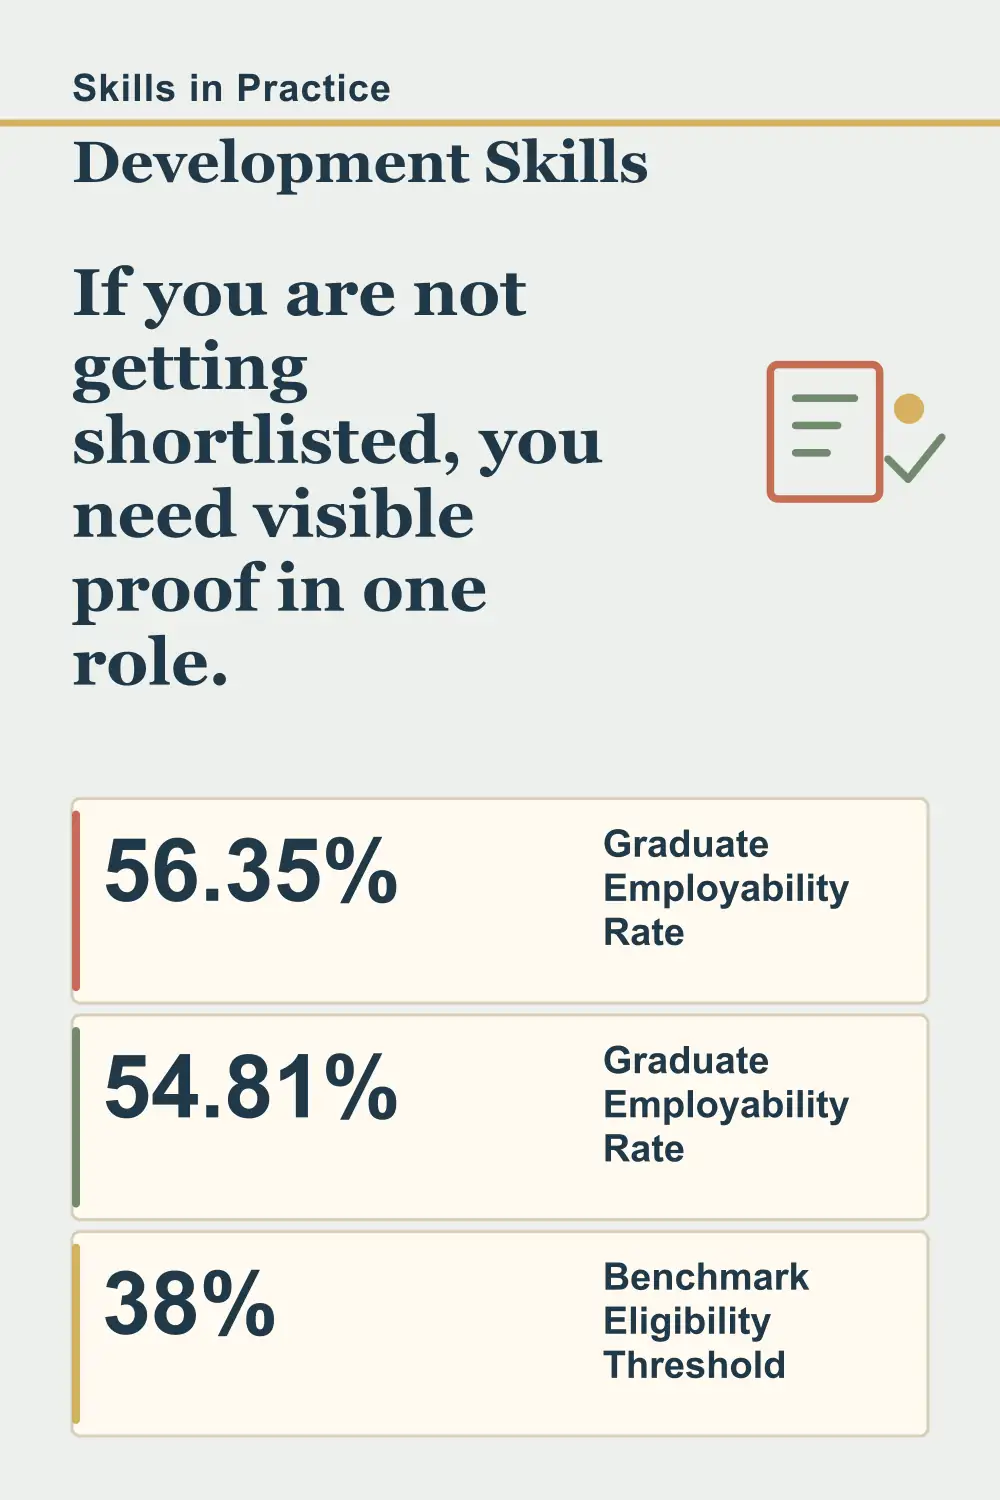 Skills in Practice
Development Skills
If you are not
getting
shortlisted, you
need visible
proof in one
role.
56.35%
Graduate
Employability
Rate
54.81%
Graduate
Employability
Rate
38%
Benchmark
Eligibility
Threshold